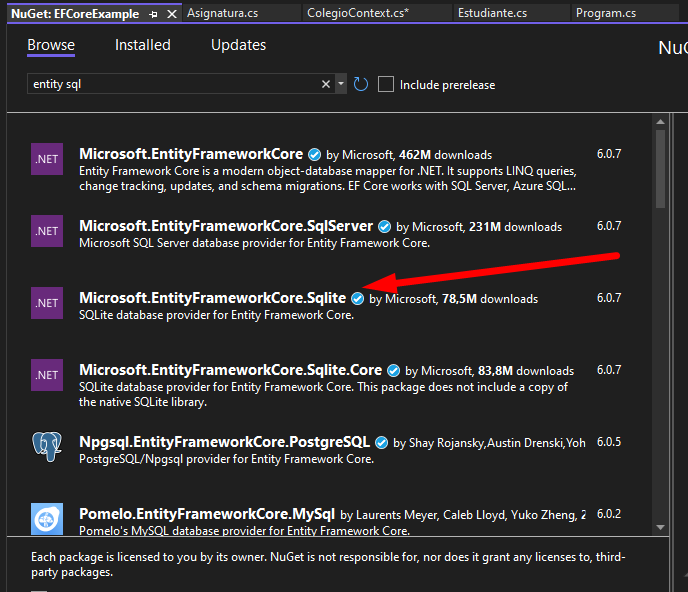 NuGet: EFCoreExample
Asignatura.cs
ColegioContext.cs*
Estudiante.cs
Program.cs
Browse
Installed
Updates
entity sql
Include prerelease
.NET
Microsoft.EntityFrameworkCore by Microsoft, 462M downloads 6.0.7
Entity Framework Core is a modern object-database mapper for .NET. It supports LINQ queries,
change tracking, updates, and schema migrations. EF Core works with SQL Server, Azure SQL...
.NET
Microsoft.EntityFrameworkCore.SqlServer by Microsoft, 231M downloads 6.0.7
Microsoft SQL Server database provider for Entity Framework Core.
.NET
Microsoft.EntityFrameworkCore.Sqlite by Microsoft, 78,5M downloads 6.0.7
SQLite database provider for Entity Framework Core.
.NET
Microsoft.EntityFrameworkCore.Sqlite.Core by Microsoft, 83,8M downloads 6.0.7
SQLite database provider for Entity Framework Core. This package does not include a copy of
the native SQLite library.
Npgsql.EntityFrameworkCore.PostgreSQL by Shay Rojansky,Austin Drenski,Yoh 6.0.5
PostgreSQL/Npgsql provider for Entity Framework Core.
Pomelo.EntityFrameworkCore.MySql by Laurents Meyer, Caleb Lloyd, Yuko Zheng, 6.0.2
Pomelo's MySQL database provider for Entity Framework Core.
Each package is licensed to you by its owner. NuGet is not responsible, nor does it grant any licenses to, third-
party packages.